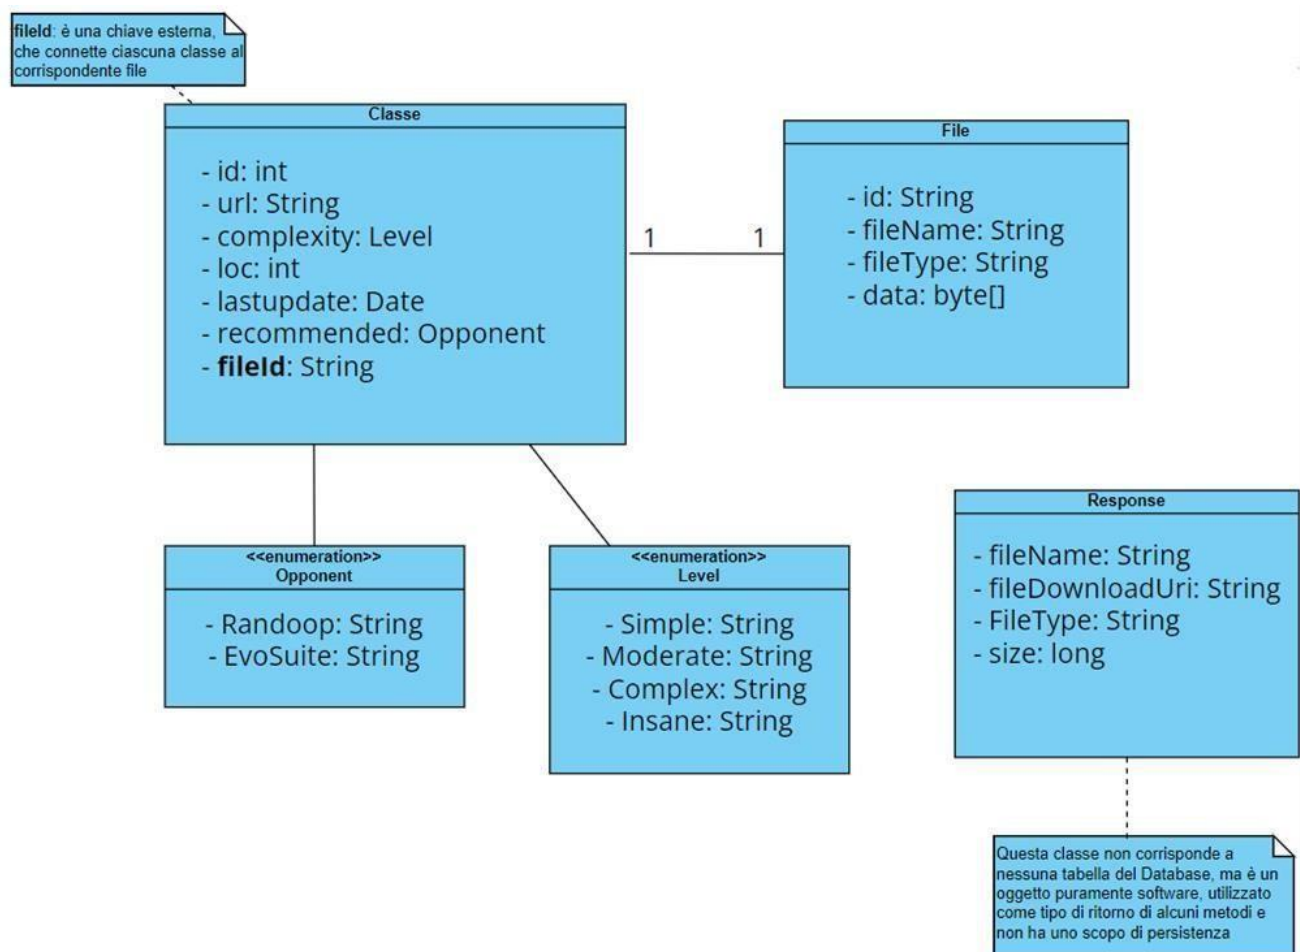 fileId: è una chiave esterna,
che connette ciascuna classe al
corrispondente file
Classe
- id: int
- url: String
- complexity: Level
- loc: int
- lastupdate: Date
- recommended: Opponent
- fileId: String
1
1
File
- id: String
- fileName: String
- fileType: String
- data: byte[]
<<enumeration>>
Opponent
- Randoop: String
- EvoSuite: String
<<enumeration>>
Level
- Simple: String
- Moderate: String
- Complex: String
- Insane: String
Response
- fileName: String
- fileDownloadUri: String
- FileType: String
- size: long
Questa classe non corrisponde a
nessuna tabella del Database, ma è un
oggetto puramente software, utilizzato
come tipo di ritorno di alcuni metodi e
non ha uno scopo di persistenza